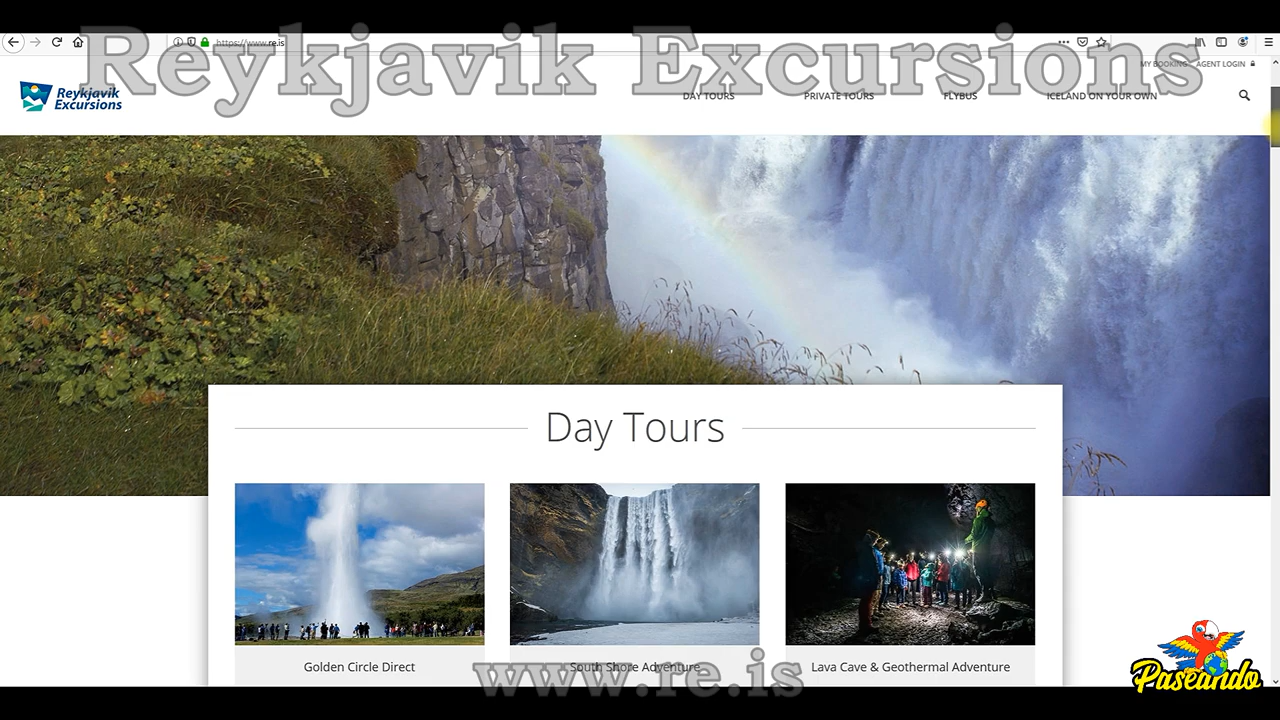 Reykjavik Excursions
https://www.re.is
MY BOOKING
AGENT LOGIN
Reykjavik
Excursions
DAY TOURS
PRIVATE TOURS
FLYBUS
ICELAND ON YOUR OWN
Day Tours
Golden Circle Direct
South Shore Adventure
Lava Cave & Geothermal Adventure
www.re.is
Paseando